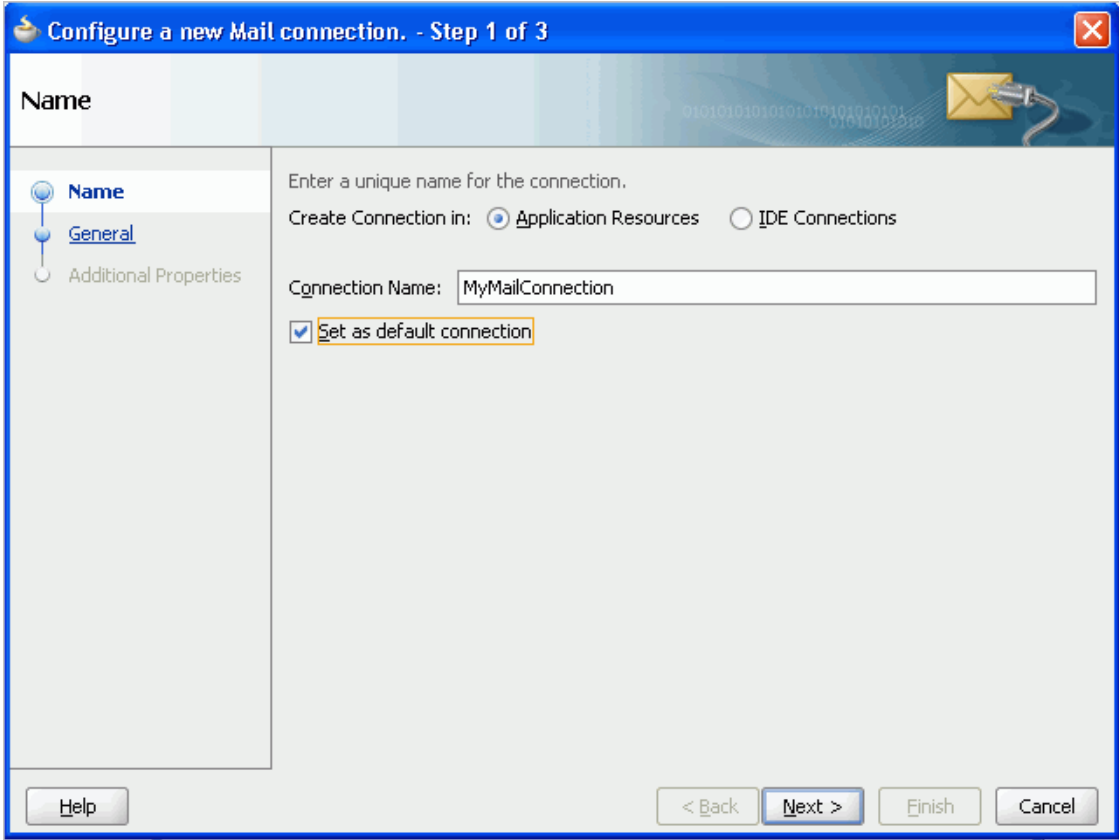 Configure a new Mail connection. - Step 1 of 3
Name
0101010101010101010101010101
01010101010
Name
General
Additional Properties
Enter a unique name for the connection.
Create Connection in: Application Resources IDE Connections
Connection Name: MyMailConnection
Set as default connection
Help < Back Next > Finish Cancel